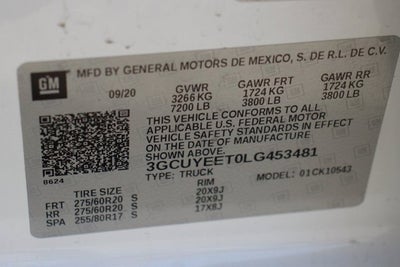 MFD BY GENERAL MOTORS DE MEXICO, S. DE R.L. DE C.V.
GM
09/20 GVWR GAWR FRT GAWR RR
3266 KG 1724 KG 1724 KG
7200 LB 3800 LB 3800 LB
THIS VEHICLE CONFORMS TO ALL
APPLICABLE U.S. FEDERAL MOTOR
VEHICLE SAFETY STANDARDS IN EFFECT
ON THE DATE OF MANUFACTURE
SHOWN ABOVE.
3GCUYEET0LG453481
8624
TYPE: TRUCK MODEL: 01CK10543
TIRE SIZE RIM
FRT 275/60R20 S 20X9J
RR 275/60R20 S 20X9J
SPA 255/80R17 S 17X8J